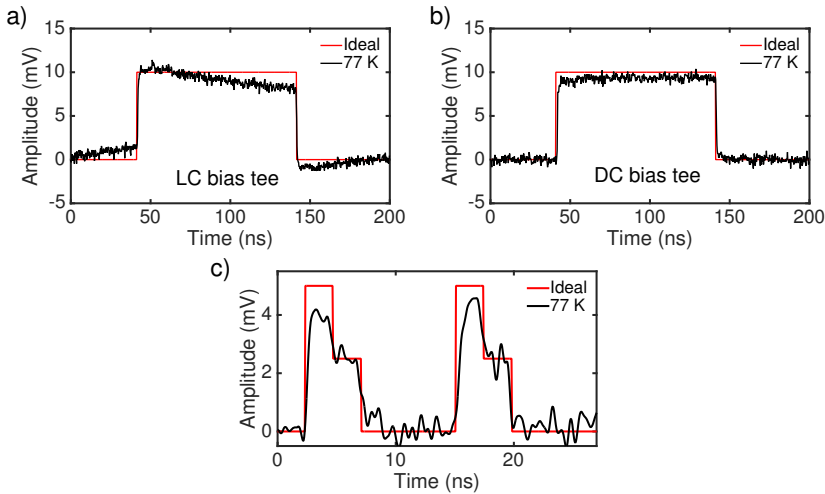 a)
15
10
5
0
-5
Amplitude (mV)
Ideal
77 K
LC bias tee
0
50
100
150
200
Time (ns)
b)
15
10
5
0
-5
Amplitude (mV)
Ideal
77 K
DC bias tee
0
50
100
150
200
Time (ns)
c)
4
2
0
Amplitude (mV)
Ideal
77 K
0
10
20
Time (ns)